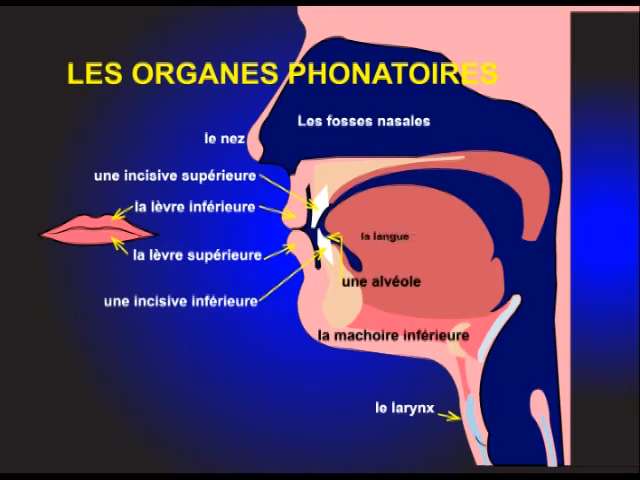 LES ORGANES PHONATOIRES
Les fosses nasales
le nez
une incisive supérieure
la lèvre inférieure
la langue
la lèvre supérieure
une alvéole
une incisive inférieure
la machoire inférieure
le larynx